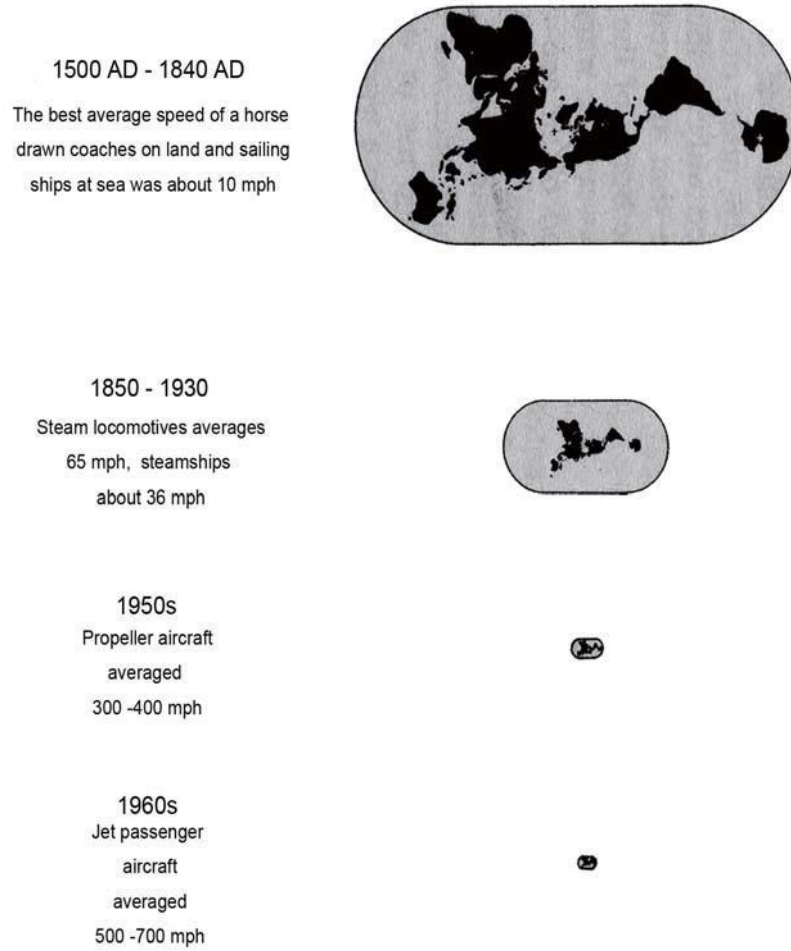 1500 AD - 1840 AD
The best average speed of a horse
drawn coaches on land and sailing
ships at sea was about 10 mph
1850 - 1930
Steam locomotives averages
65 mph, steamships
about 36 mph
1950s
Propeller aircraft
averaged
300 -400 mph
1960s
Jet passenger
aircraft
averaged
500 -700 mph